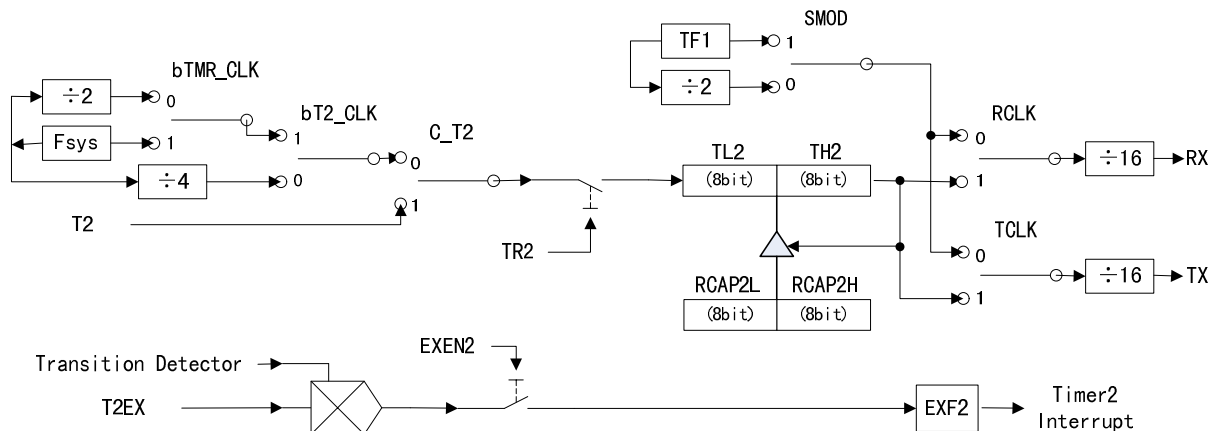 SMOD
TF1
1
÷2
0
bTMR_CLK
÷2
0
Fsys
1
bT2_CLK
1
÷4
0
C_T2
0
1
T2
TR2
TL2
(8bit)
TH2
(8bit)
RCAP2L
(8bit)
RCAP2H
(8bit)
RCLK
0
1
÷16
RX
TCLK
0
1
÷16
TX
Transition Detector
T2EX
EXEN2
EXF2
Timer2
Interrupt